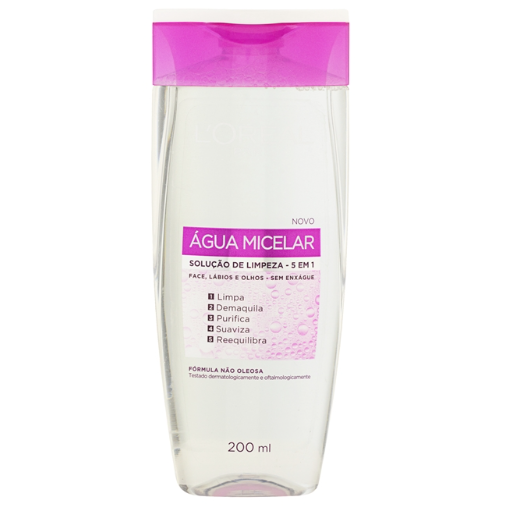 NOVO
ÁGUA MICELAR
SOLUÇÃO DE LIMPEZA - 5 EM 1
FACE, LÁBIOS E OLHOS - SEM ENXÁGUE
1 Limpa
2 Demaquila
3 Purifica
4 Suaviza
5 Reequilibra
FÓRMULA NÃO OLEOSA
Testado dermatologicamente e oftalmologicamente
200 ml